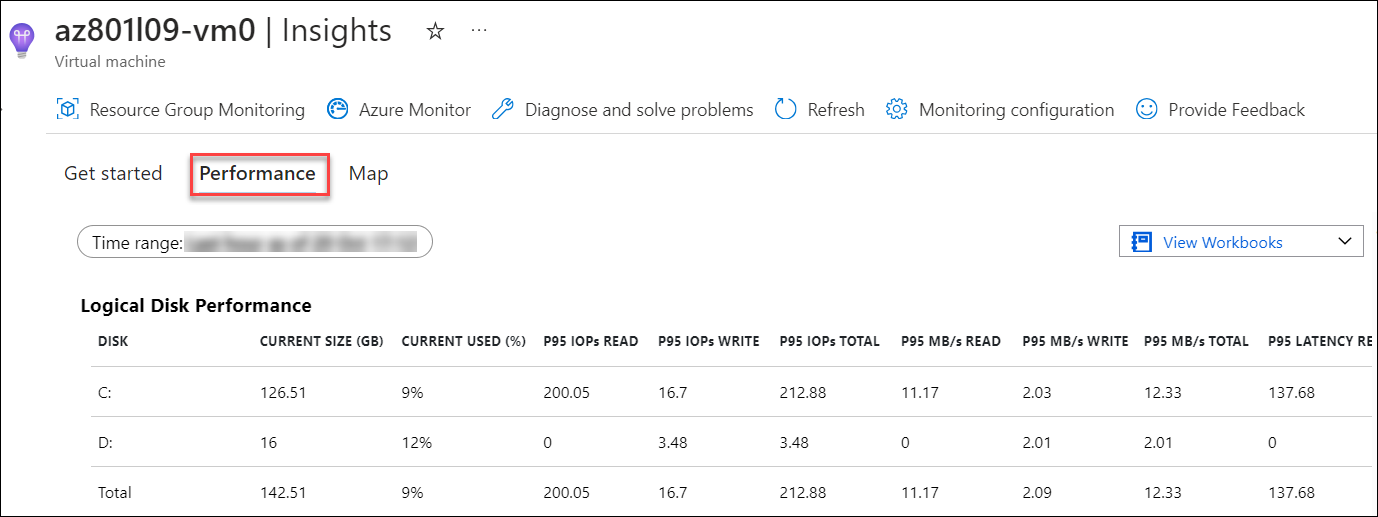 az801l09-vm0 | Insights ☆ ...
Virtual machine
Resource Group Monitoring Azure Monitor Diagnose and solve problems Refresh Monitoring configuration Provide Feedback
Get started Performance Map
Time range: View Workbooks
Logical Disk Performance
DISK CURRENT SIZE (GB) CURRENT USED (%) P95 IOPs READ P95 IOPs WRITE P95 IOPs TOTAL P95 MB/s READ P95 MB/s WRITE P95 MB/s TOTAL P95 LATENCY RE
C: 126.51 9% 200.05 16.7 212.88 11.17 2.03 12.33 137.68
D: 16 12% 0 3.48 3.48 0 2.01 2.01 0
Total 142.51 9% 200.05 16.7 212.88 11.17 2.09 12.33 137.68